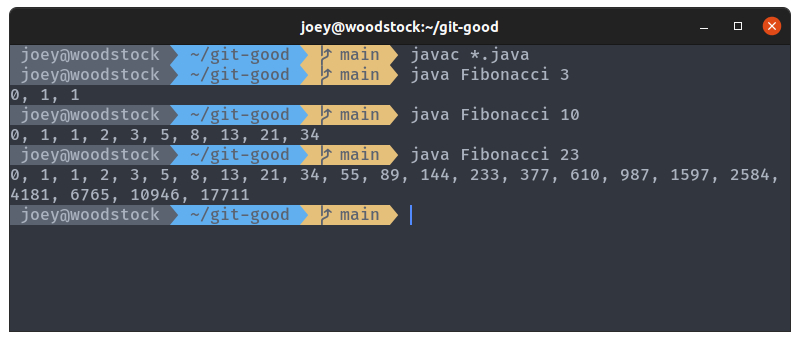 joey@woodstock:~/git-good
joey@woodstock ~/git-good main javac *.java
joey@woodstock ~/git-good main java Fibonacci 3
0, 1, 1
joey@woodstock ~/git-good main java Fibonacci 10
0, 1, 1, 2, 3, 5, 8, 13, 21, 34
joey@woodstock ~/git-good main java Fibonacci 23
0, 1, 1, 2, 3, 5, 8, 13, 21, 34, 55, 89, 144, 233, 377, 610, 987, 1597, 2584,
4181, 6765, 10946, 17711
joey@woodstock ~/git-good main